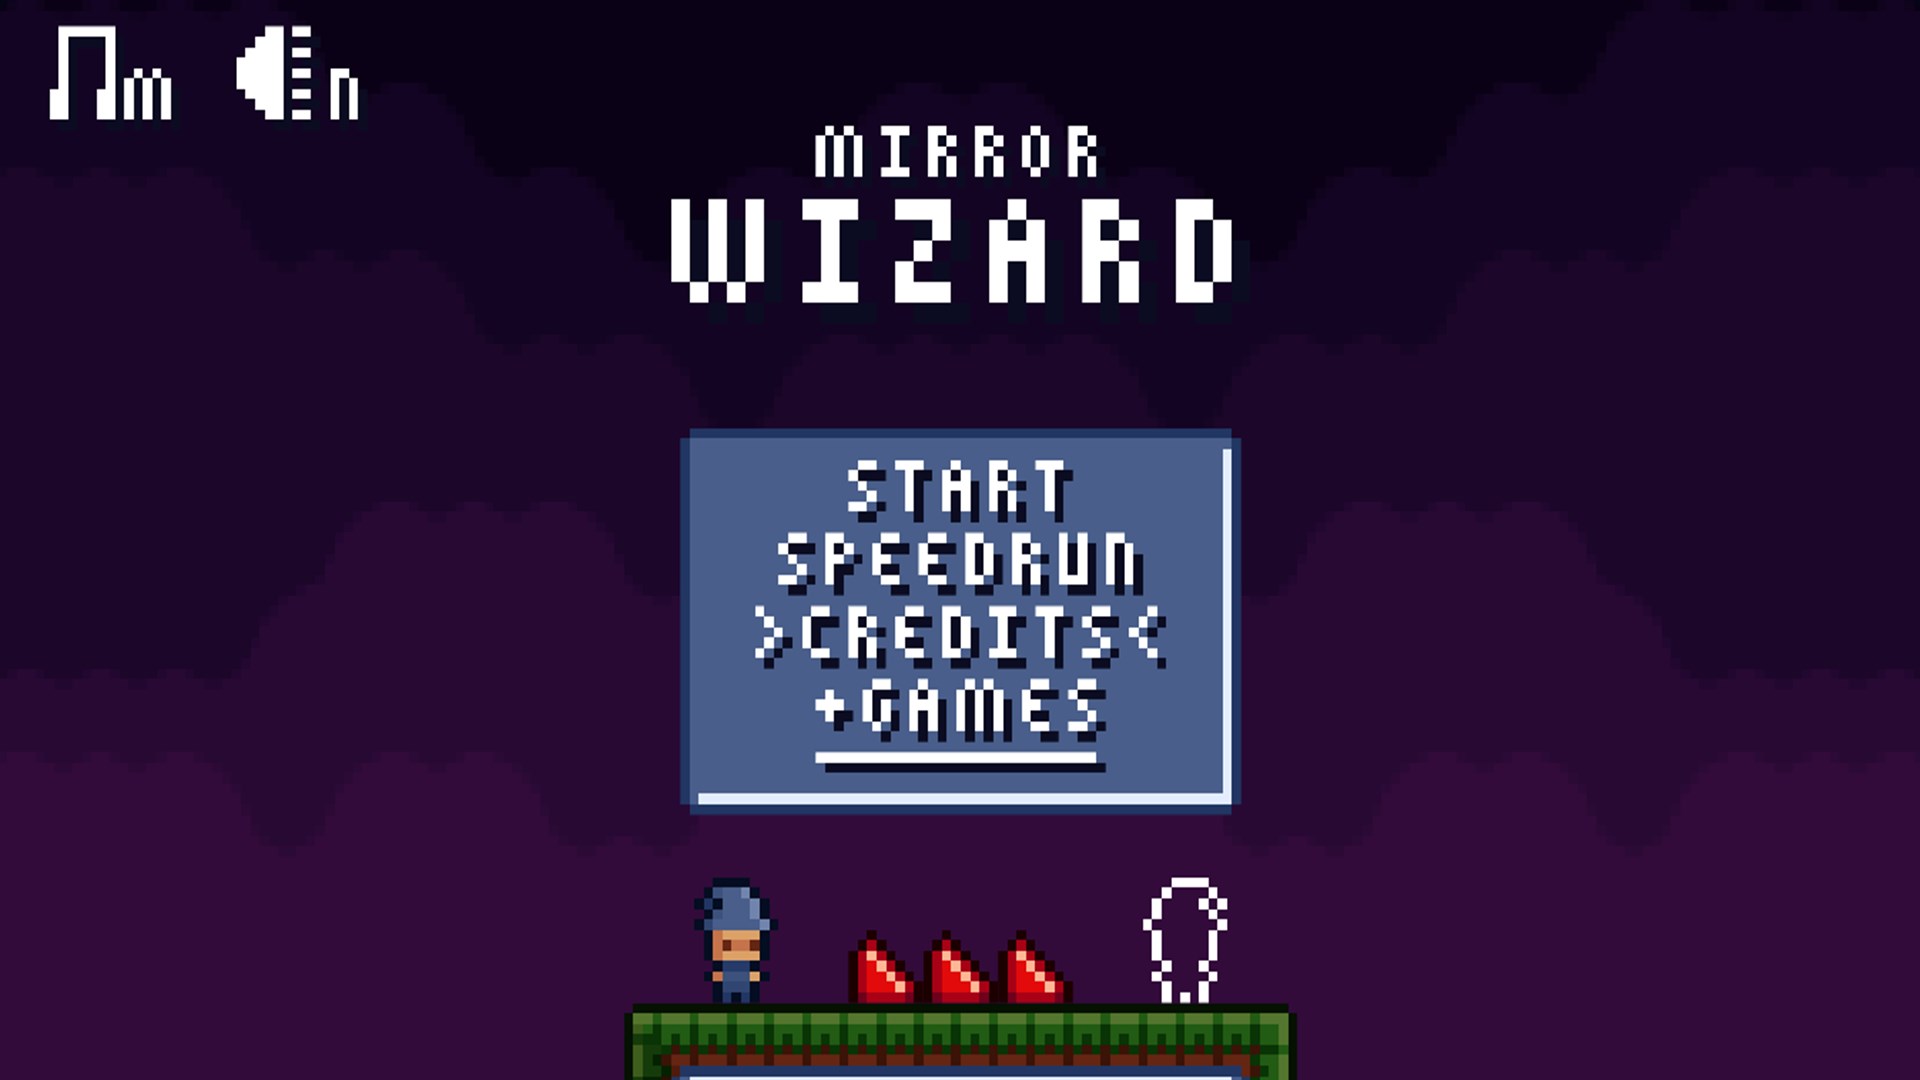 m n
MIRROR
WIZARD
START
SPEEDRUN
>CREDITS<
+GAMES